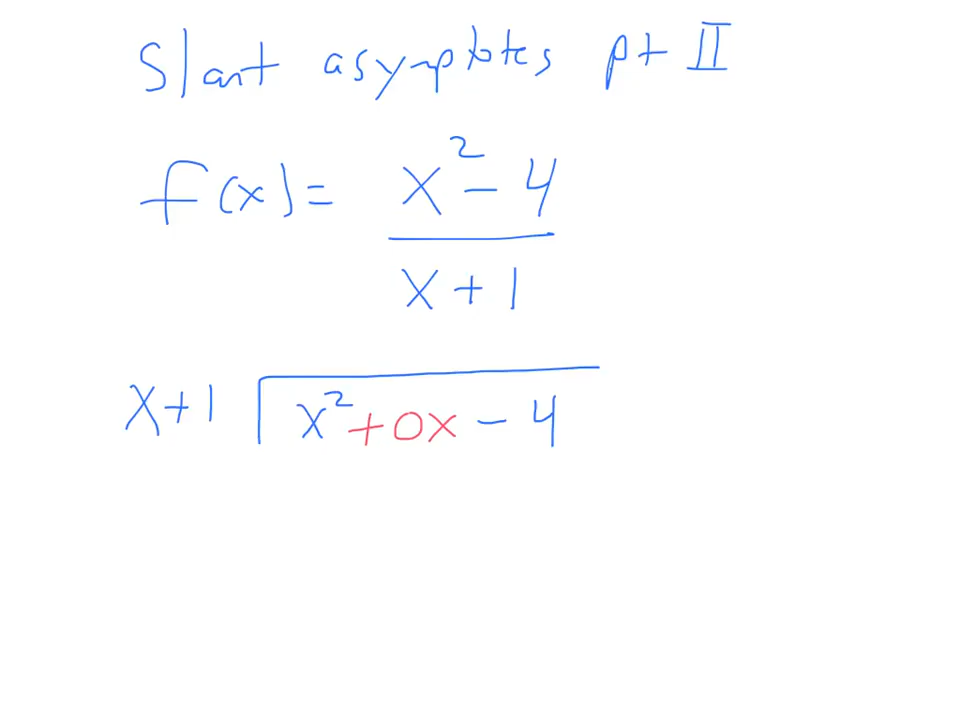 Slant asymptotes pt II
f(x) = x² - 4
x + 1
x + 1 x² + 0x - 4